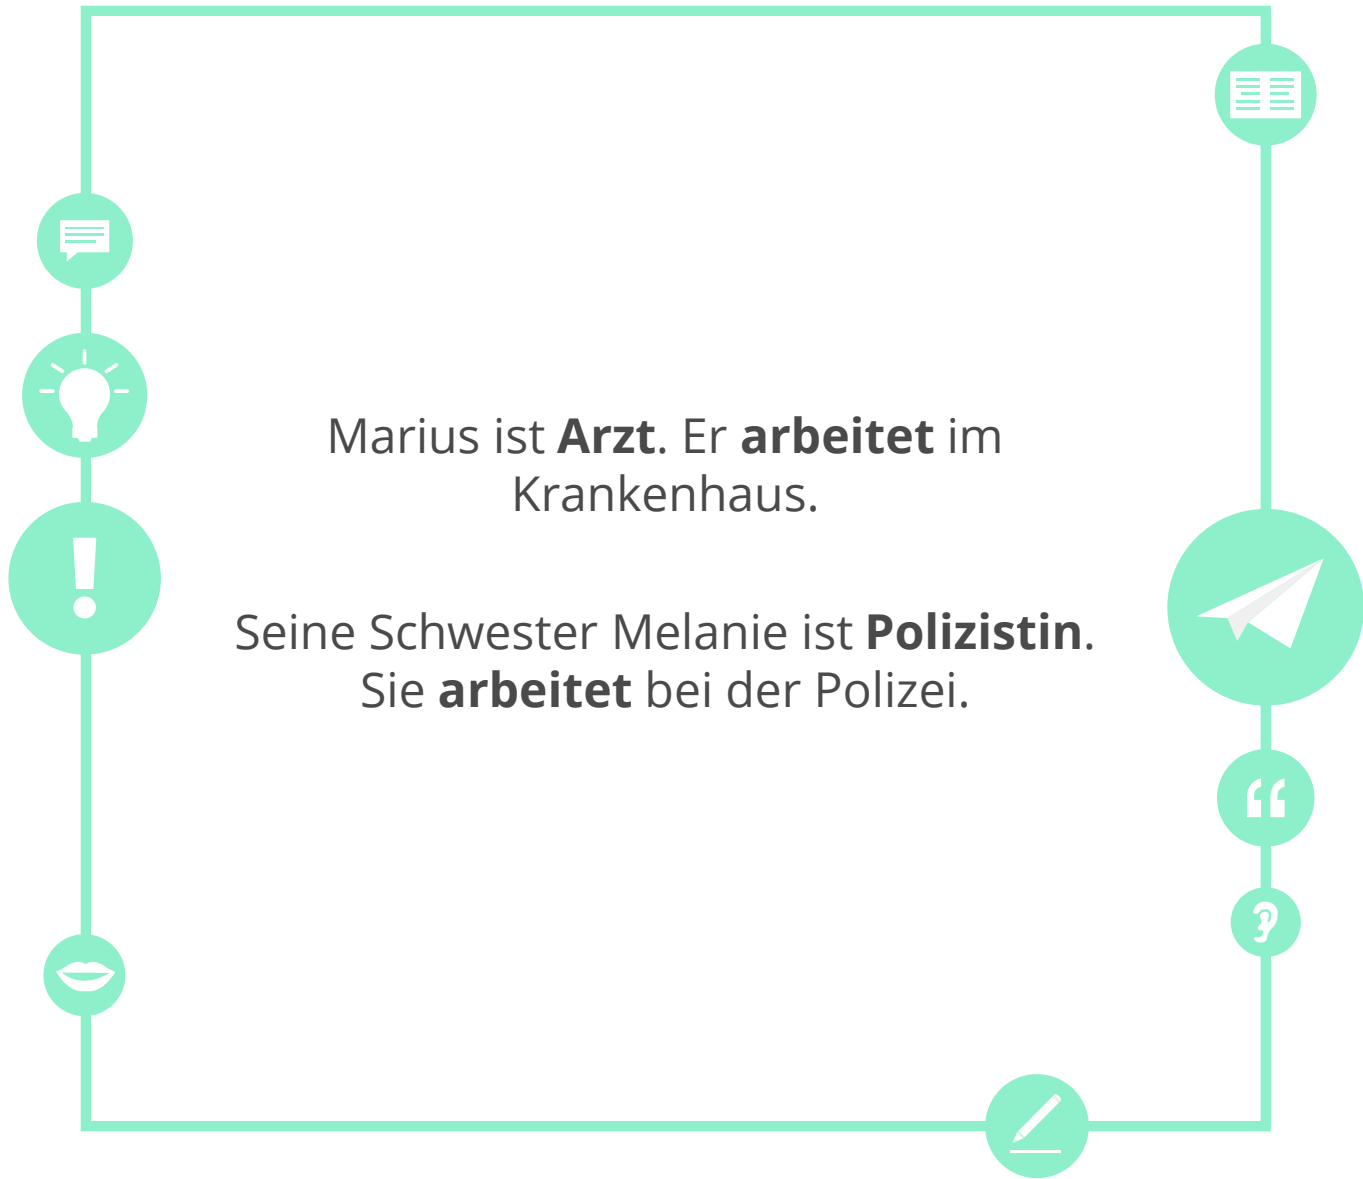 Marius ist Arzt. Er arbeitet im
Krankenhaus.
Seine Schwester Melanie ist Polizistin.
Sie arbeitet bei der Polizei.